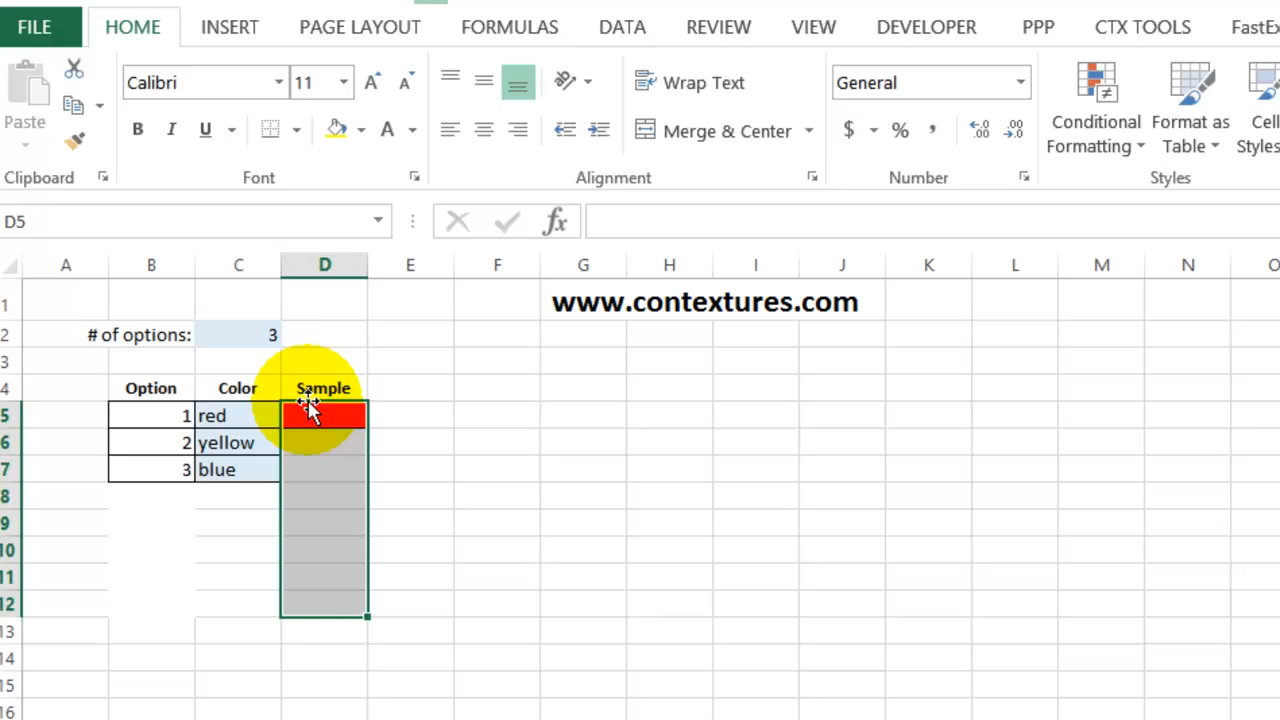 FILE HOME INSERT PAGE LAYOUT FORMULAS DATA REVIEW VIEW DEVELOPER PPP CTX TOOLS FastEx
Paste
Clipboard
Calibri 11
B I U A
Font
Wrap Text
Merge & Center
Alignment
General
$ % , .00 .0
Number
Conditional Formatting
Format as Table
Cell Styles
Styles
D5 fx
A B C D E F G H I J K L M N O
1 www.contextures.com
2 # of options: 3
3
4 Option Color Sample
5 1 red
6 2 yellow
7 3 blue
8
9
10
11
12
13
14
15
16